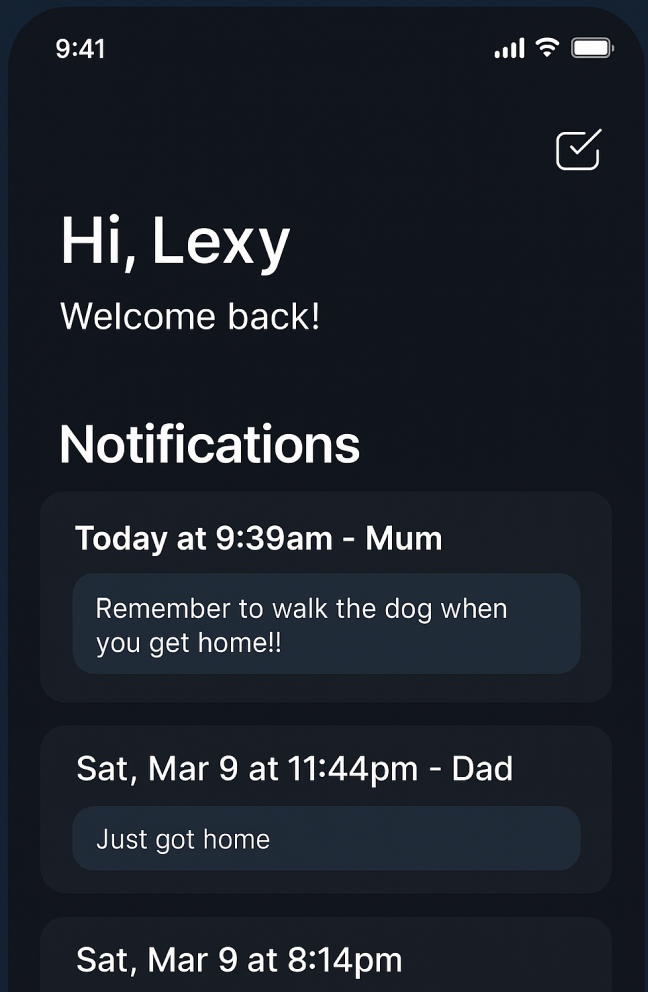 9:41
Hi, Lexy
Welcome back!
Notifications
Today at 9:39am - Mum
Remember to walk the dog when
you get home!!
Sat, Mar 9 at 11:44pm - Dad
Just got home
Sat, Mar 9 at 8:14pm